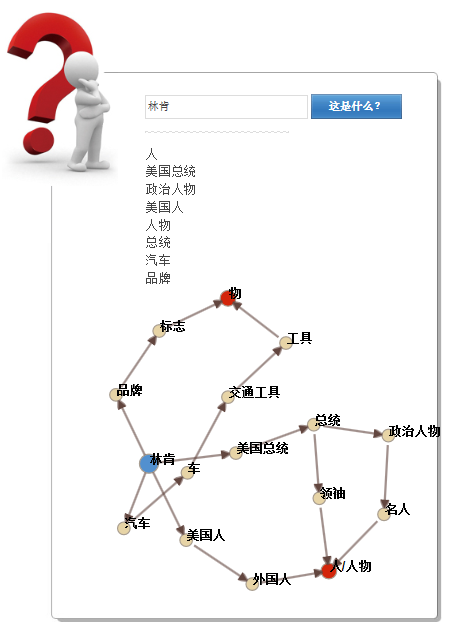 林肯 这是什么?
人
美国总统
政治人物
美国人
人物
总统
汽车
品牌
物
标志
工具
品牌
交通工具
总统
政治人物
美国总统
林肯
车
领袖
名人
汽车
美国人
人/人物
外国人